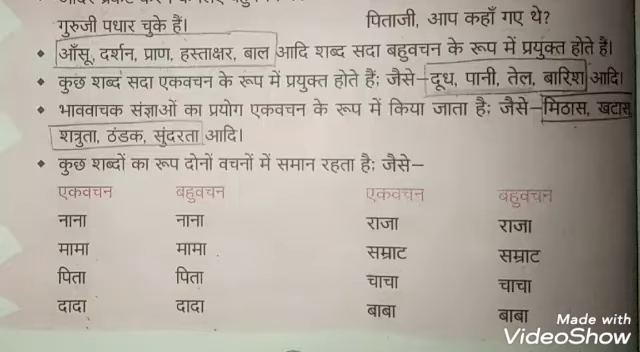 गुरुजी पधार चुके हैं। पिताजी, आप कहाँ गए थे?
आँसू, दर्शन, प्राण, हस्ताक्षर, बाल आदि शब्द सदा बहुवचन के रूप में प्रयुक्त होते हैं।
कुछ शब्द सदा एकवचन के रूप में प्रयुक्त होते हैं; जैसे—दूध, पानी, तेल, बारिश आदि।
भाववाचक संज्ञाओं का प्रयोग एकवचन के रूप में किया जाता है; जैसे—मिठास, खटास
शत्रुता, ठंडक, सुंदरता आदि।
कुछ शब्दों का रूप दोनों वचनों में समान रहता है; जैसे—
एकवचन बहुवचन एकवचन बहुवचन
नाना नाना राजा राजा
मामा मामा सम्राट सम्राट
पिता पिता चाचा चाचा
दादा दादा बाबा बाबा
Made with
VideoShow